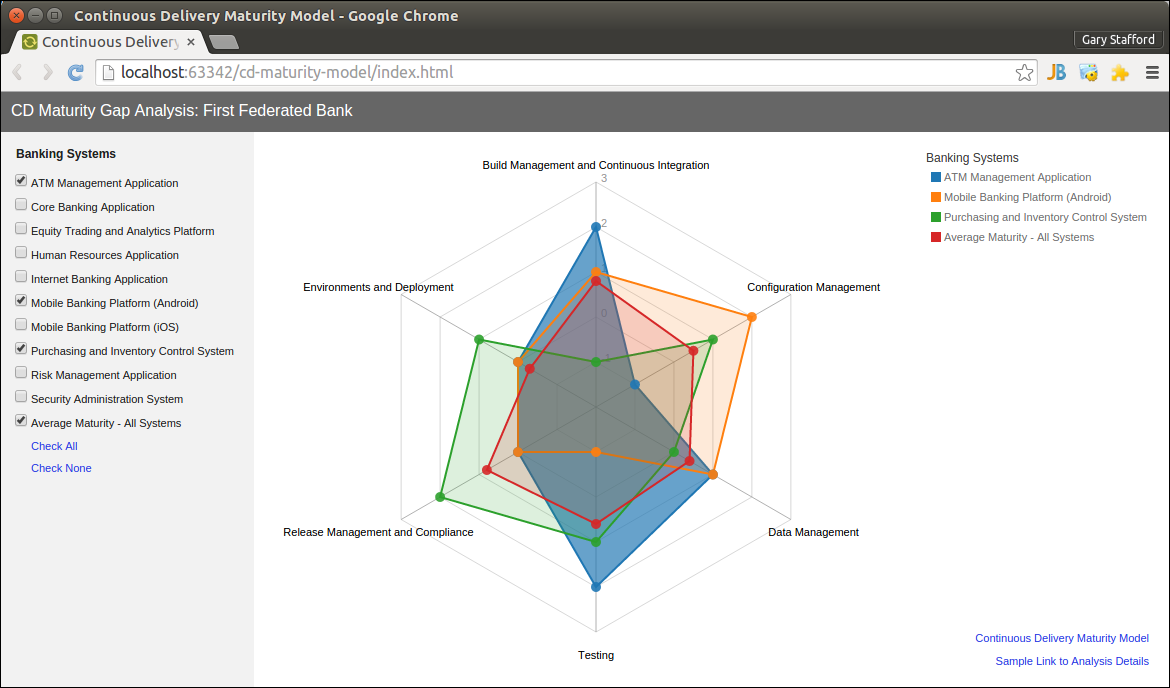 Continuous Delivery Maturity Model - Google Chrome
Continuous Delivery
Gary Stafford
localhost:63342/cd-maturity-model/index.html
JB
CD Maturity Gap Analysis: First Federated Bank
Banking Systems
ATM Management Application
Core Banking Application
Equity Trading and Analytics Platform
Human Resources Application
Internet Banking Application
Mobile Banking Platform (Android)
Mobile Banking Platform (iOS)
Purchasing and Inventory Control System
Risk Management Application
Security Administration System
Average Maturity - All Systems
Check All
Check None
Build Management and Continuous Integration
3
2
0
-1
Configuration Management
Data Management
Testing
Release Management and Compliance
Environments and Deployment
Banking Systems
ATM Management Application
Mobile Banking Platform (Android)
Purchasing and Inventory Control System
Average Maturity - All Systems
Continuous Delivery Maturity Model
Sample Link to Analysis Details